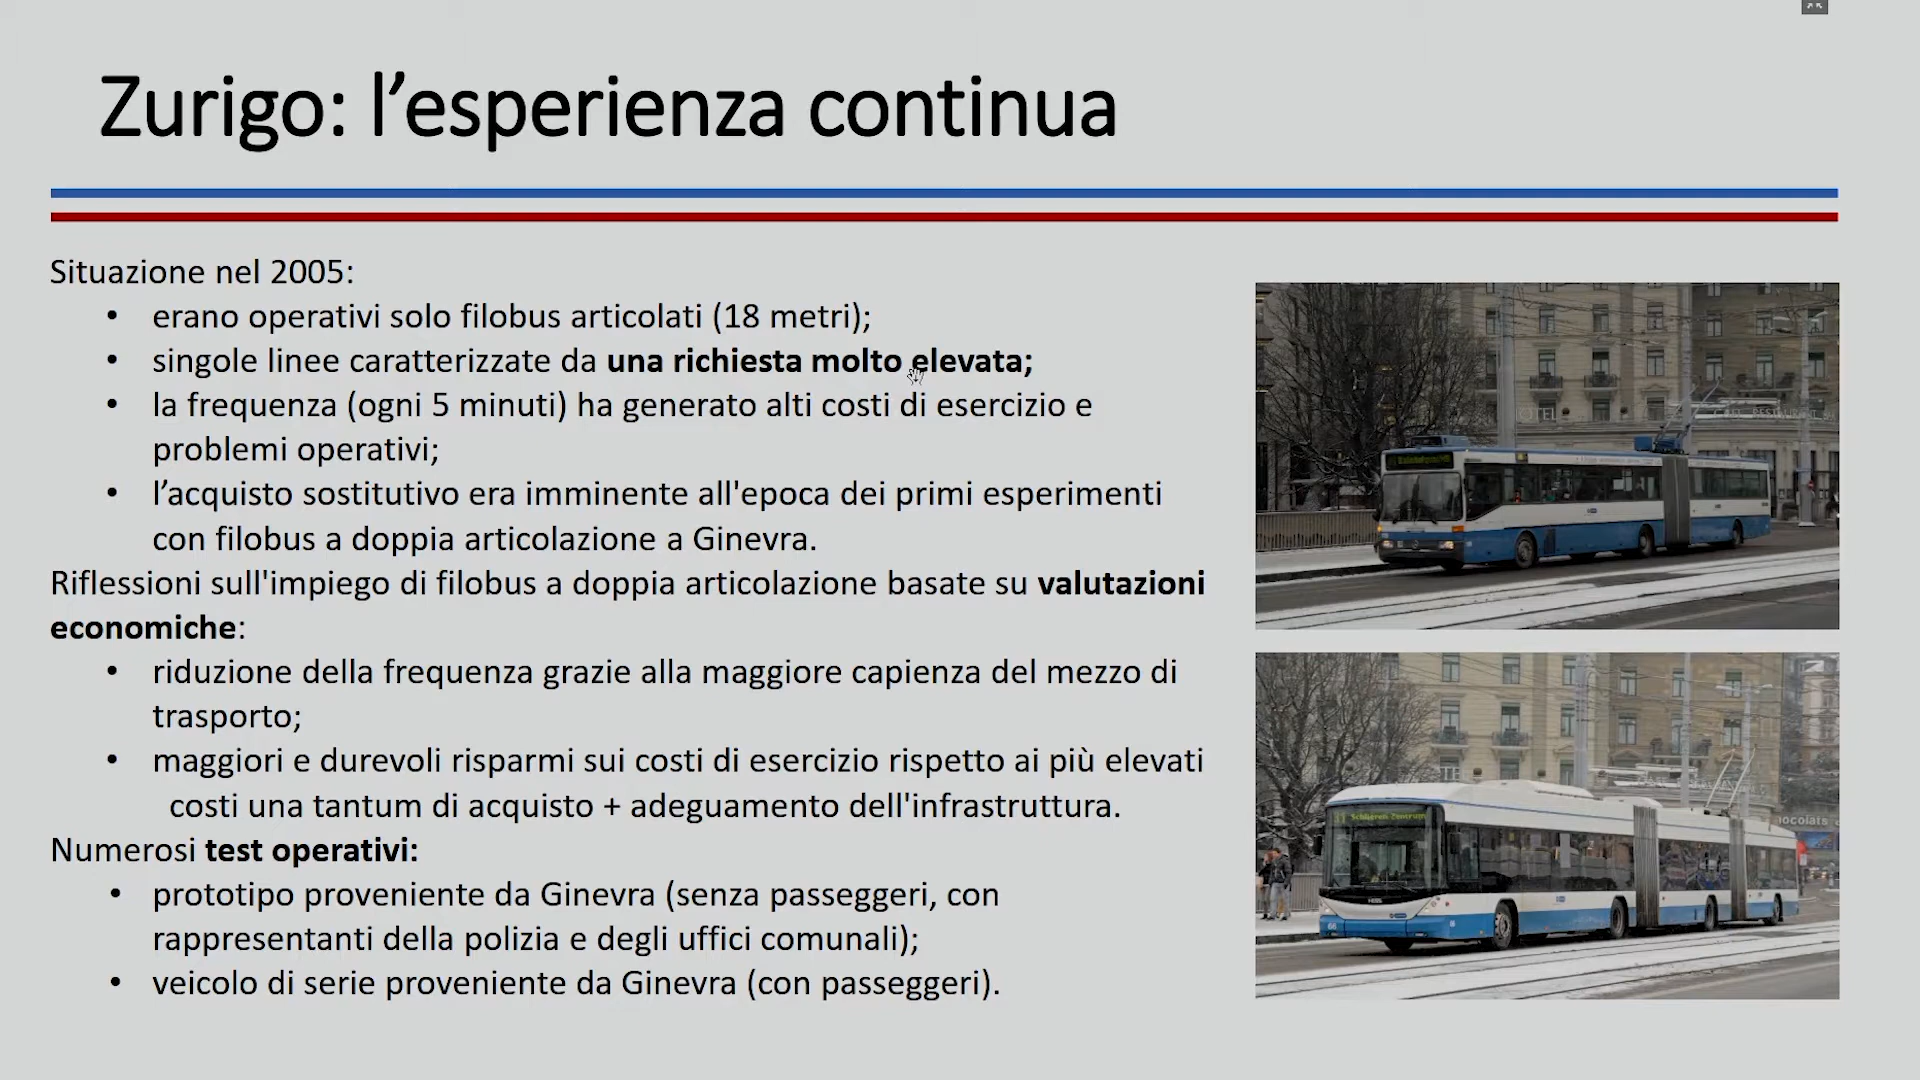 Zurigo: l’esperienza continua
Situazione nel 2005:
• erano operativi solo filobus articolati (18 metri);
• singole linee caratterizzate da una richiesta molto elevata;
• la frequenza (ogni 5 minuti) ha generato alti costi di esercizio e
problemi operativi;
• l’acquisto sostitutivo era imminente all'epoca dei primi esperimenti
con filobus a doppia articolazione a Ginevra.
Riflessioni sull'impiego di filobus a doppia articolazione basate su valutazioni
economiche:
• riduzione della frequenza grazie alla maggiore capienza del mezzo di
trasporto;
• maggiori e durevoli risparmi sui costi di esercizio rispetto ai più elevati
costi una tantum di acquisto + adeguamento dell'infrastruttura.
Numerosi test operativi:
• prototipo proveniente da Ginevra (senza passeggeri, con
rappresentanti della polizia e degli uffici comunali);
• veicolo di serie proveniente da Ginevra (con passeggeri).
31 Schlieren Zentrum